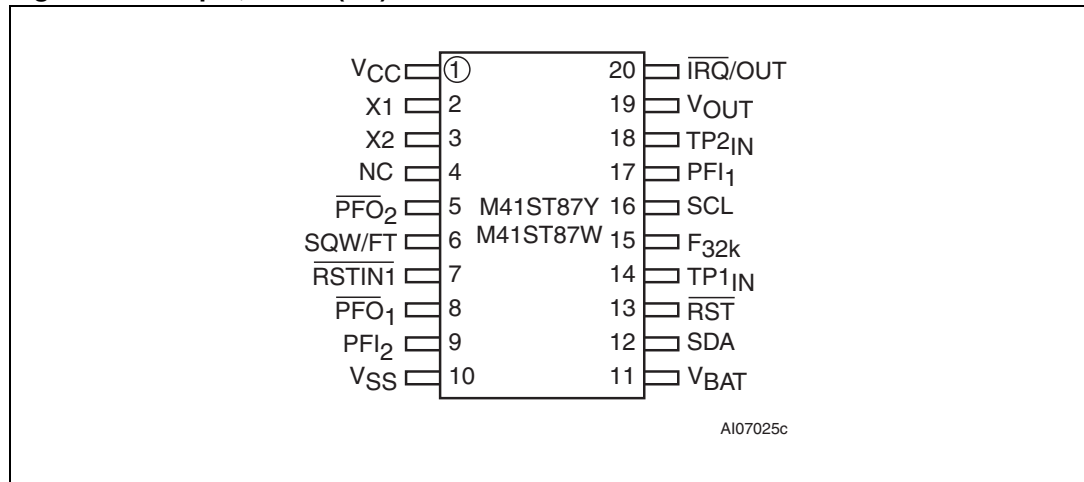 VCC 1 20 IRQ/OUT
X1 2 19 VOUT
X2 3 18 TP2IN
NC 4 17 PFI1
PFO2 5 M41ST87Y 16 SCL
SQW/FT 6 M41ST87W 15 F32k
RSTIN1 7 14 TP1IN
PFO1 8 13 RST
PFI2 9 12 SDA
VSS 10 11 VBAT
AI07025c